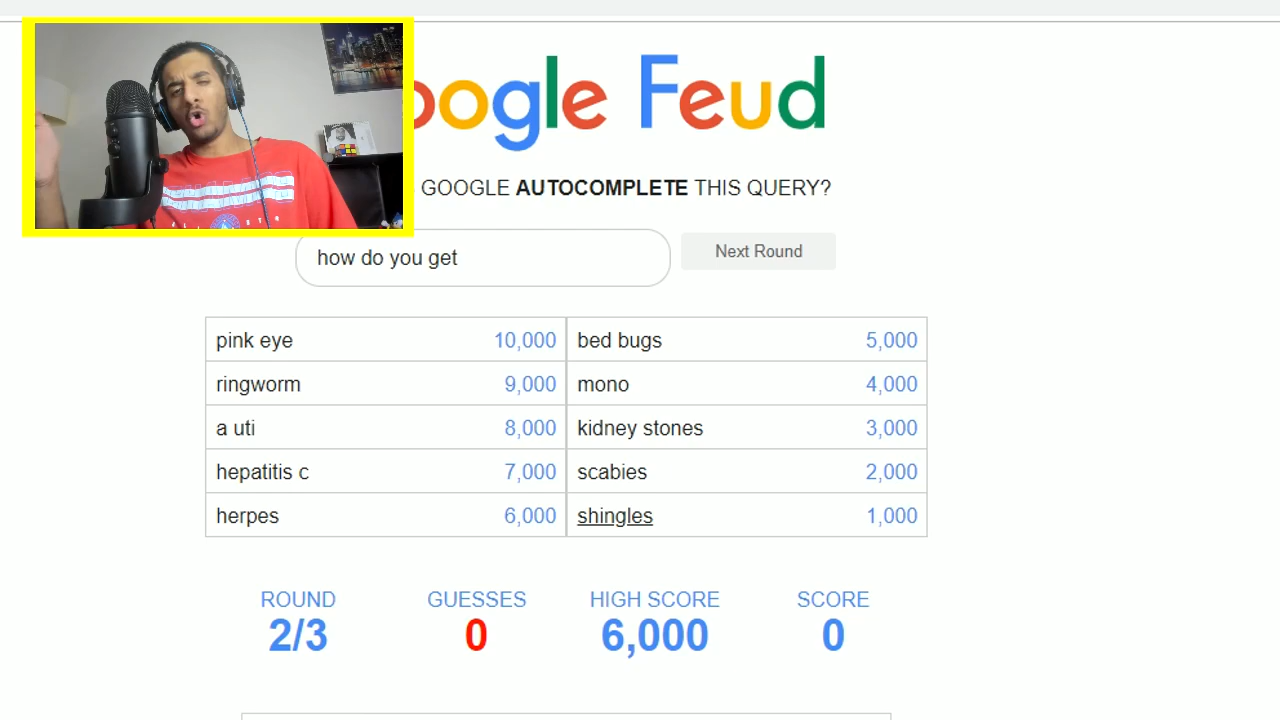 oogle Feud
GOOGLE AUTOCOMPLETE THIS QUERY?
how do you get
Next Round
pink eye 10,000 bed bugs 5,000
ringworm 9,000 mono 4,000
a uti 8,000 kidney stones 3,000
hepatitis c 7,000 scabies 2,000
herpes 6,000 shingles 1,000
ROUND GUESSES HIGH SCORE SCORE
2/3 0 6,000 0